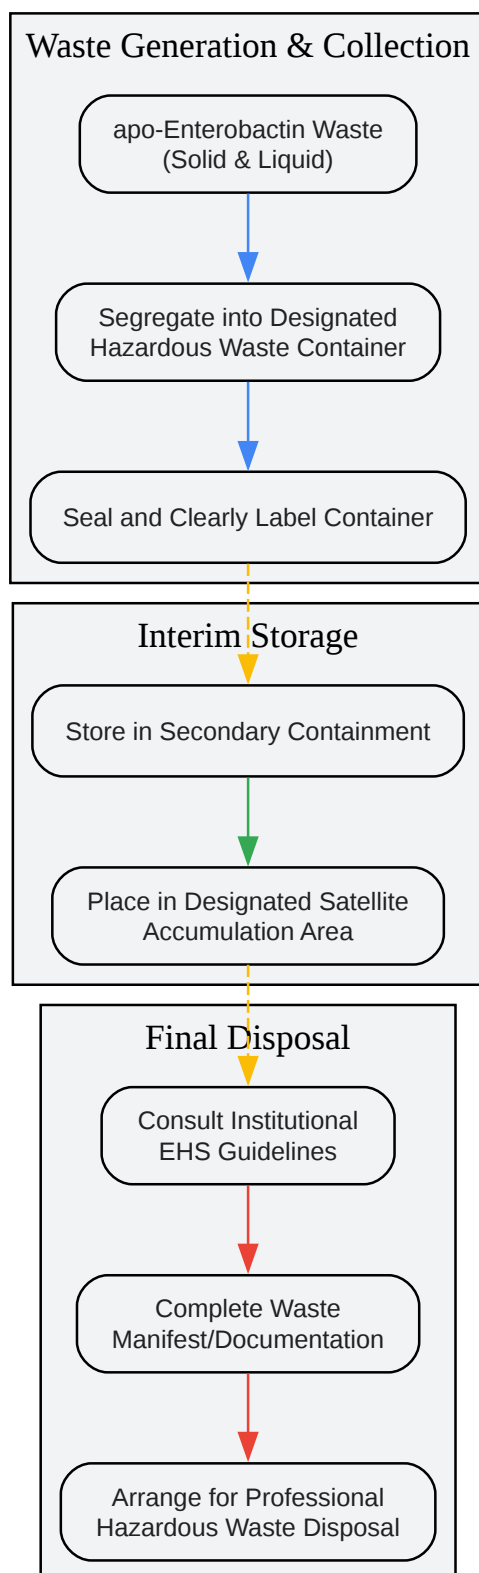 Waste Generation & Collection
apo-Enterobactin Waste
(Solid & Liquid)
Segregate into Designated
Hazardous Waste Container
Seal and Clearly Label Container
Interim Storage
Store in Secondary Containment
Place in Designated Satellite
Accumulation Area
Final Disposal
Consult Institutional
EHS Guidelines
Complete Waste
Manifest/Documentation
Arrange for Professional
Hazardous Waste Disposal